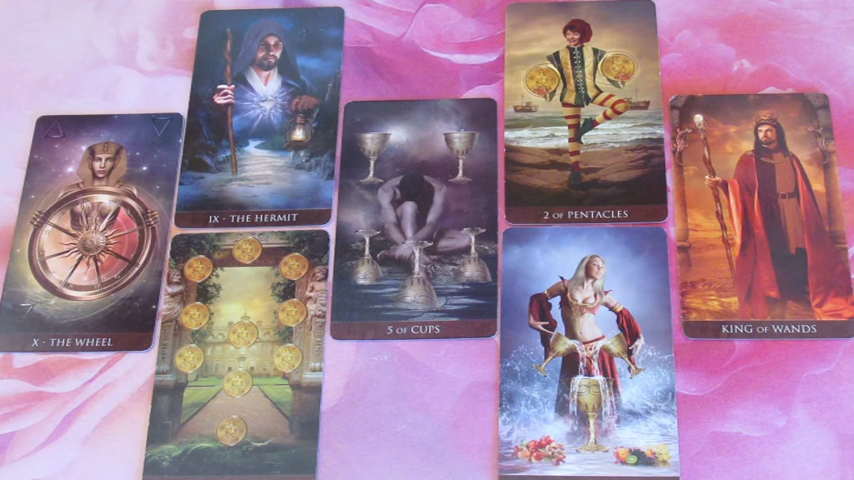 IX - THE HERMIT
2 OF PENTACLES
X - THE WHEEL
5 OF CUPS
KING OF WANDS